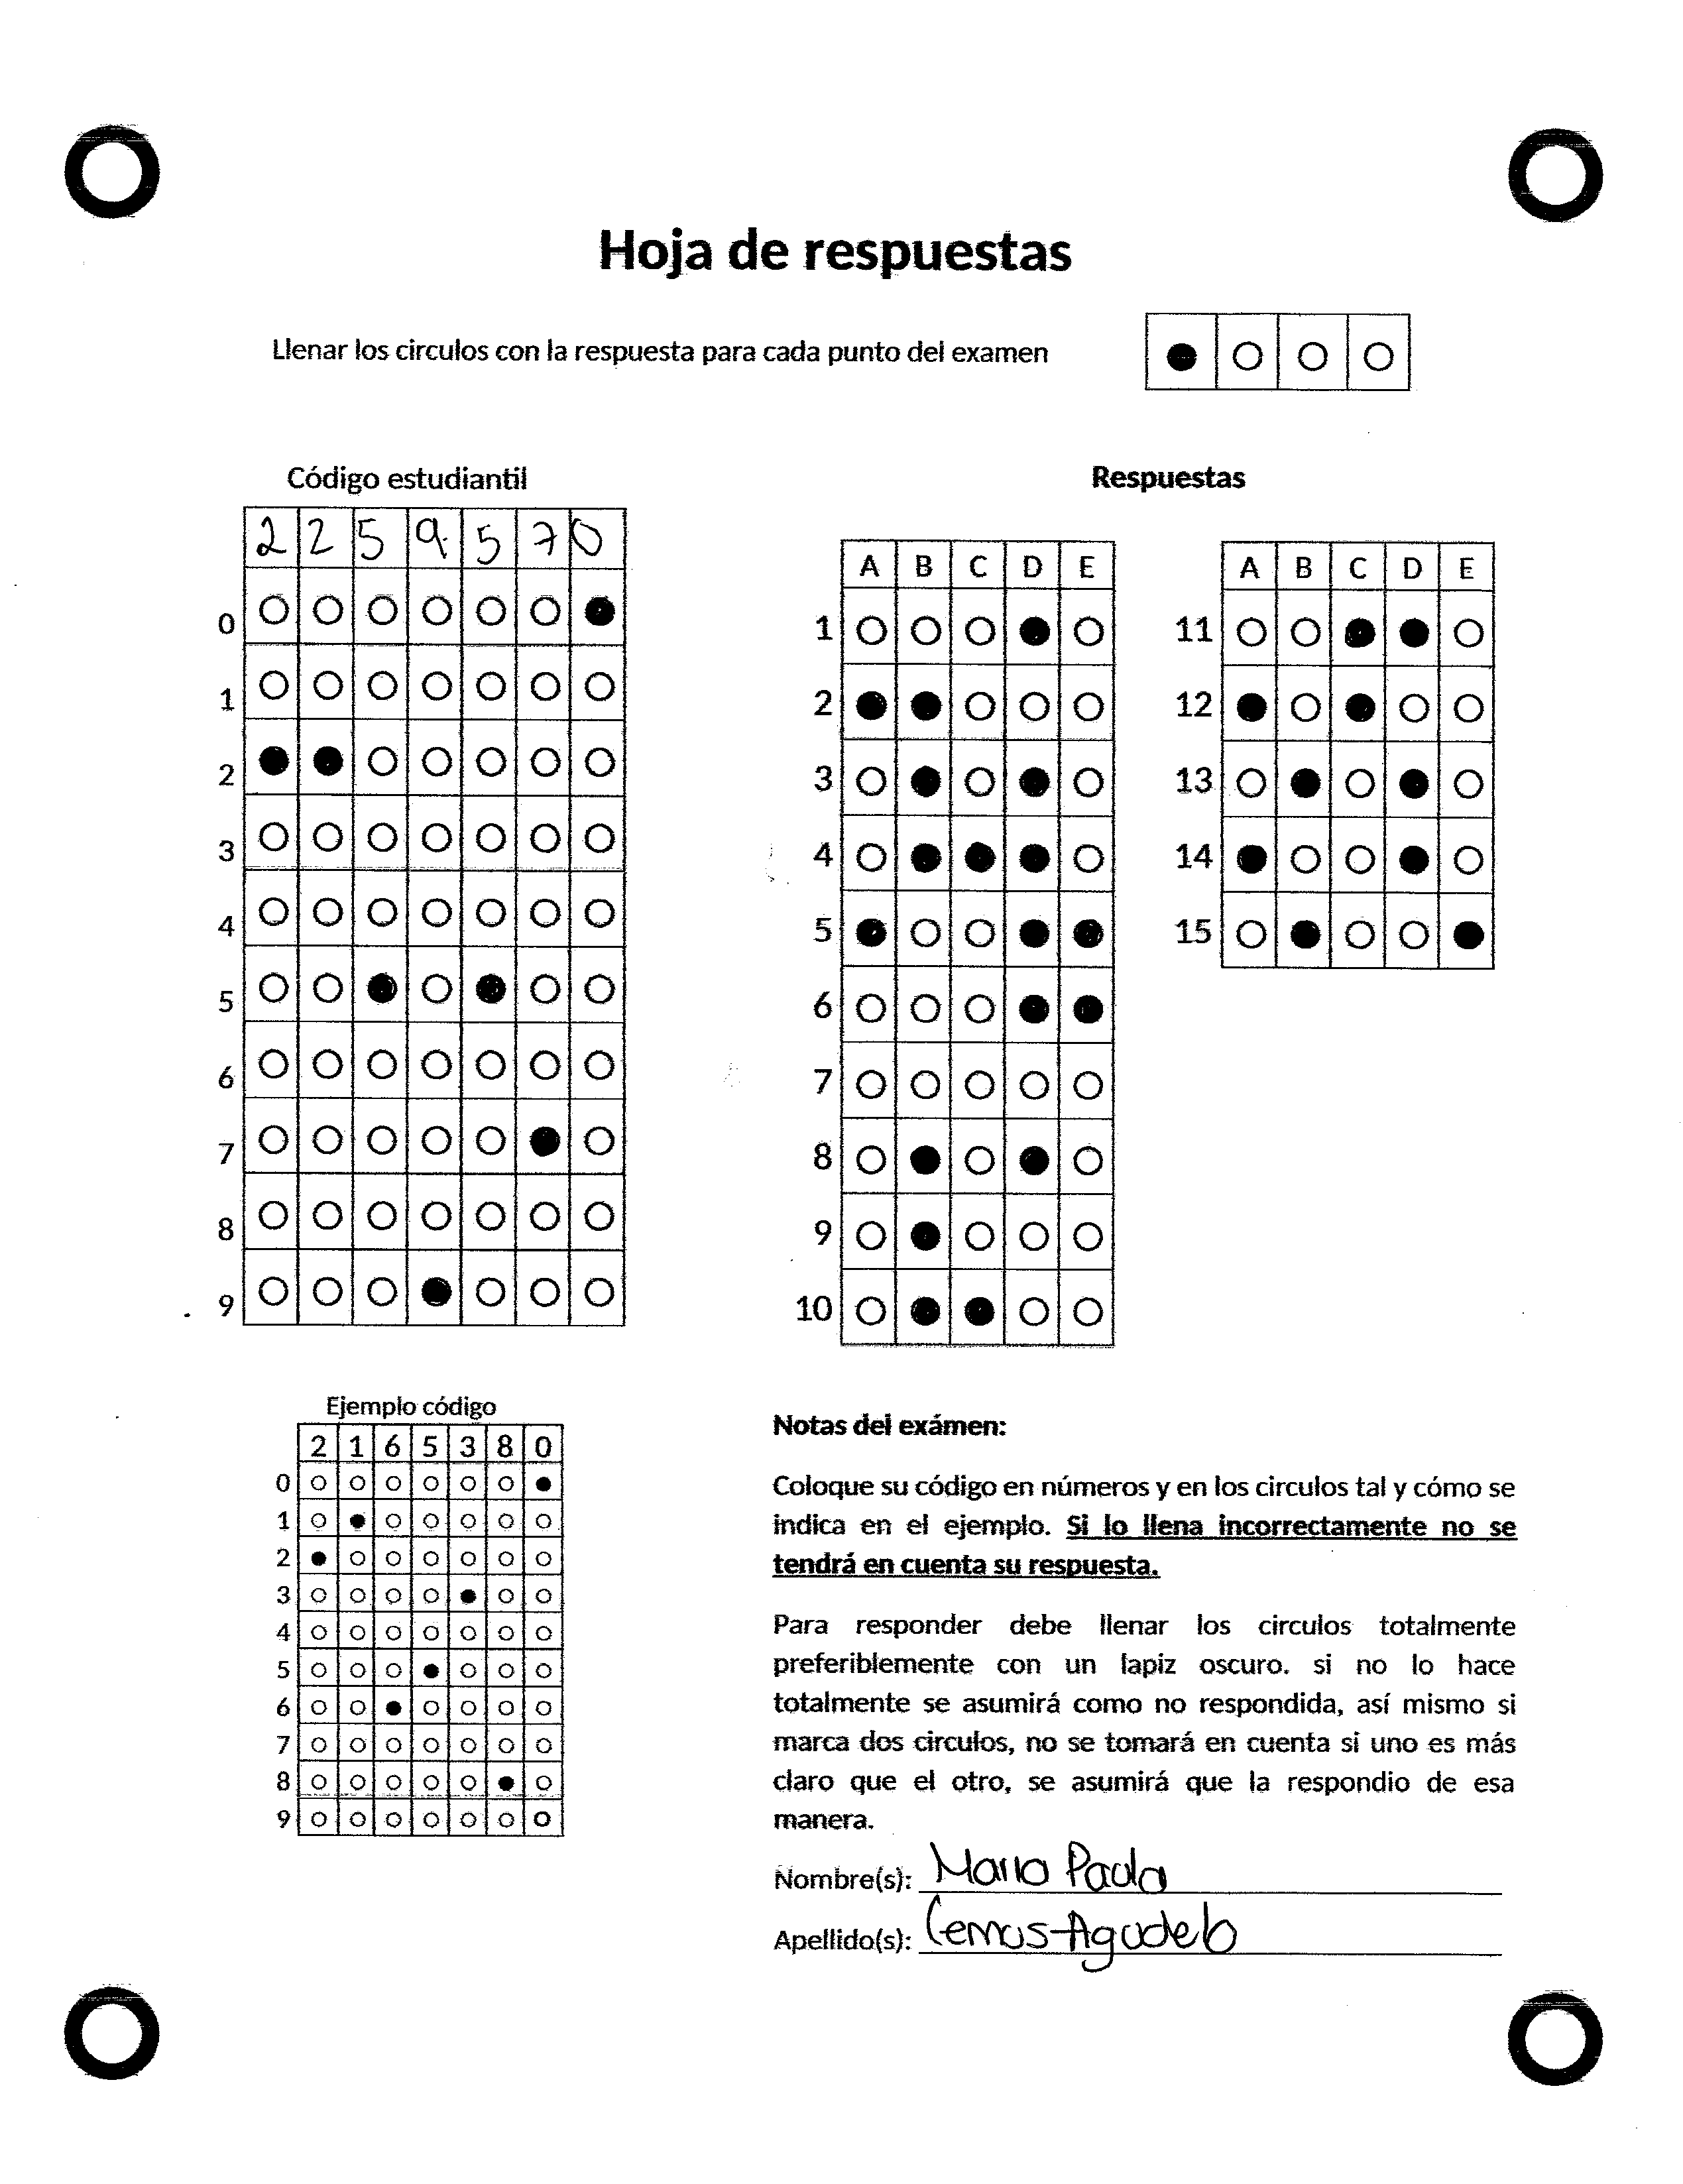 Hoja de respuestas
Llenar los circulos con la respuesta para cada punto del examen
Código estudiantil
2 2 5 9 5 7 0
0
1
2
3
4
5
6
7
8
9
Respuestas
A B C D E
1
2
3
4
5
6
7
8
9
10
A B C D E
11
12
13
14
15
Ejemplo código
2 1 6 5 3 8 0
0
1
2
3
4
5
6
7
8
9
Notas del exámen:
Coloque su código en números y en los circulos tal y cómo se
indica en el ejemplo. Si lo llena incorrectamente no se
tendrá en cuenta su respuesta.
Para responder debe llenar los circulos totalmente
preferiblemente con un lapiz oscuro. si no lo hace
totalmente se asumirá como no respondida, así mismo si
marca dos circulos, no se tomará en cuenta si uno es más
claro que el otro, se asumirá que la respondio de esa
manera.
Nombre(s): Maria Paula
Apellido(s): Lemus Agudelo